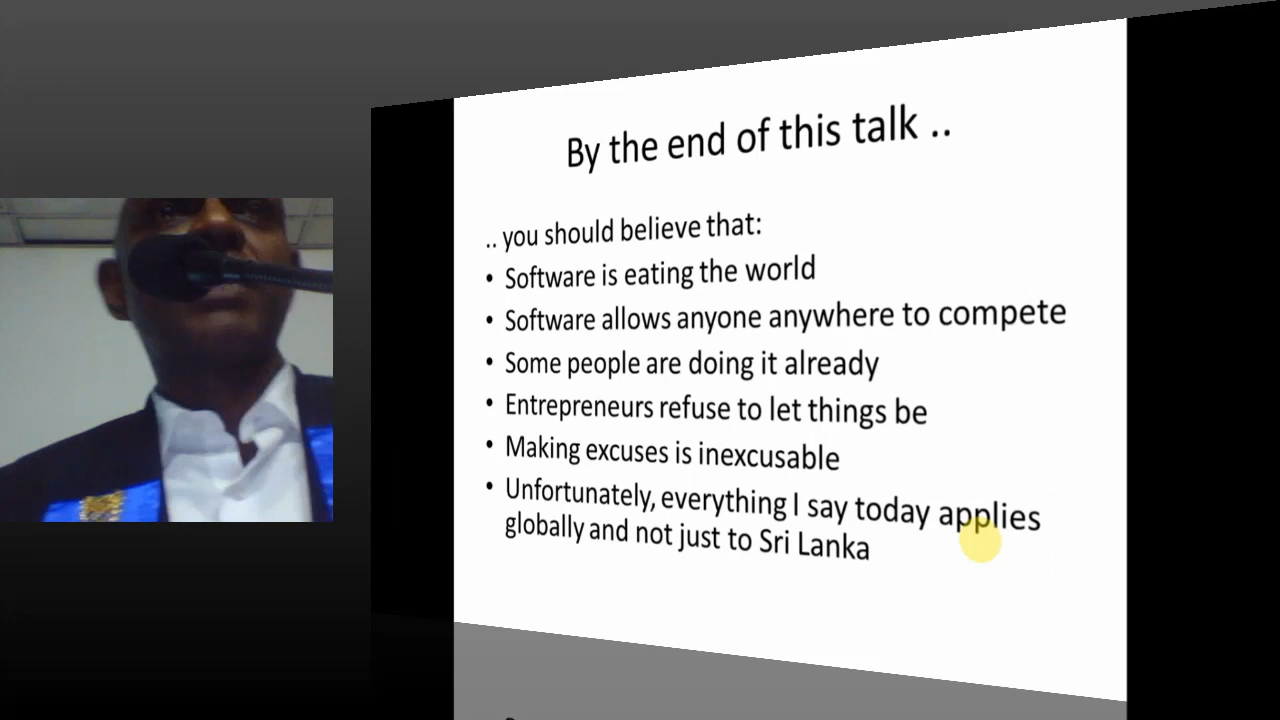 By the end of this talk ..
.. you should believe that:
• Software is eating the world
• Software allows anyone anywhere to compete
• Some people are doing it already
• Entrepreneurs refuse to let things be
• Making excuses is inexcusable
• Unfortunately, everything I say today applies
globally and not just to Sri Lanka